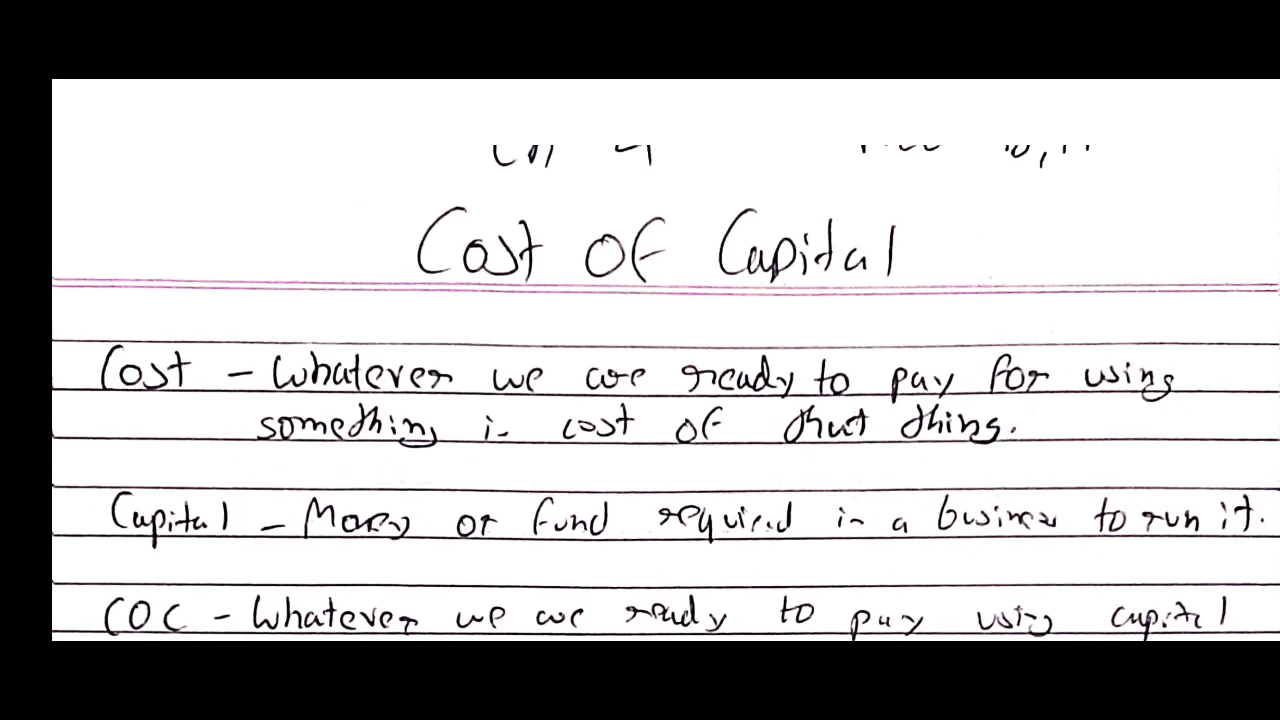 Cost of Capital
Cost - Whatever we are ready to pay for using
something is cost of that thing.
Capital - Money or fund required in a business to run it.
COC - Whatever we are ready to pay using capital